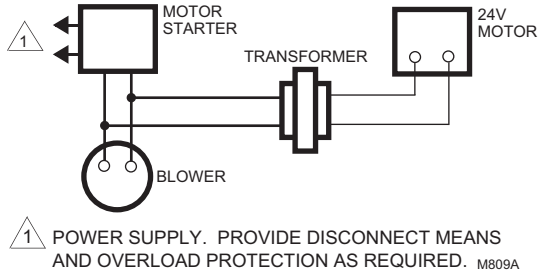 MOTOR
STARTER
24V
MOTOR
1
TRANSFORMER
BLOWER
1 POWER SUPPLY. PROVIDE DISCONNECT MEANS
AND OVERLOAD PROTECTION AS REQUIRED. M809A